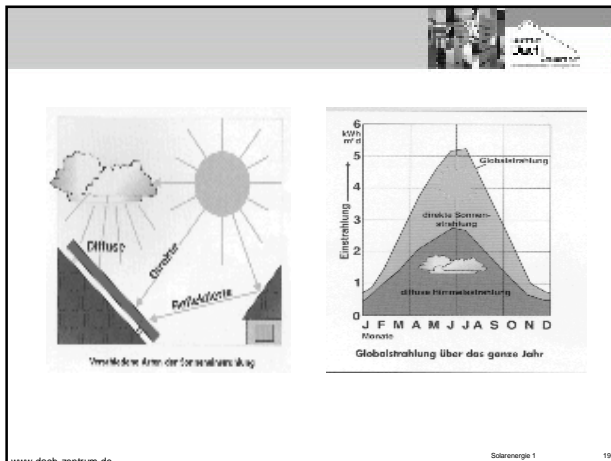 Diffuse
Direkte
Reflektierte
Verschiedene Arten der Sonneneinstrahlung
6
kWh
m² d
5
4
3
2
1
0
Einstrahlung
Globalstrahlung
direkte Sonnen-
strahlung
diffuse Himmelsstrahlung
J F M A M J J A S O N D
Monate
Globalstrahlung über das ganze Jahr
www.dach-zentrum.de
Solarenergie 1
19